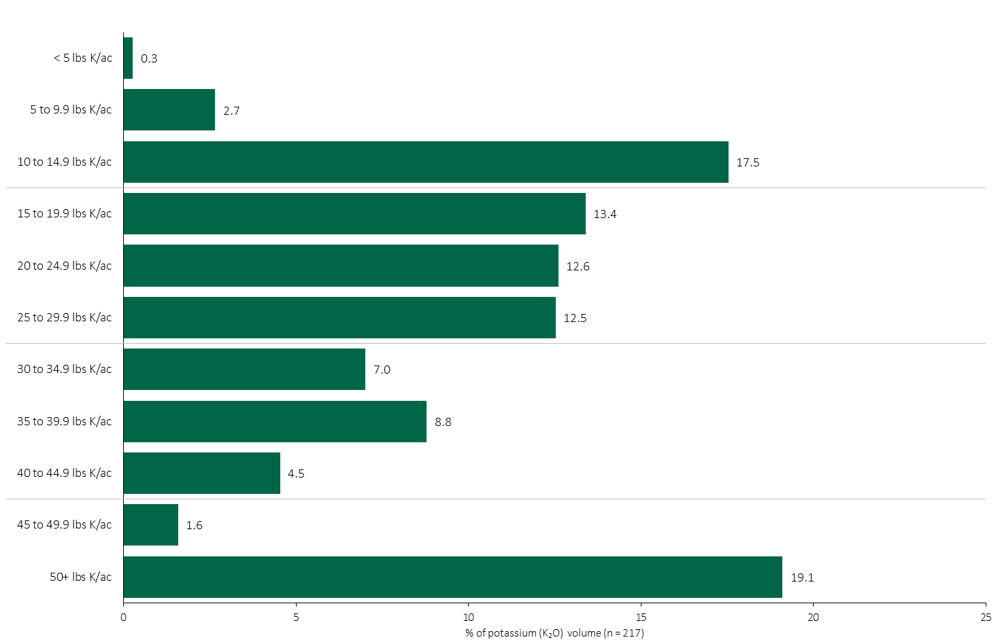 < 5 lbs K/ac 0.3
5 to 9.9 lbs K/ac 2.7
10 to 14.9 lbs K/ac 17.5
15 to 19.9 lbs K/ac 13.4
20 to 24.9 lbs K/ac 12.6
25 to 29.9 lbs K/ac 12.5
30 to 34.9 lbs K/ac 7.0
35 to 39.9 lbs K/ac 8.8
40 to 44.9 lbs K/ac 4.5
45 to 49.9 lbs K/ac 1.6
50+ lbs K/ac 19.1
0 5 10 15 20 25
% of potassium (K₂O) volume (n = 217)